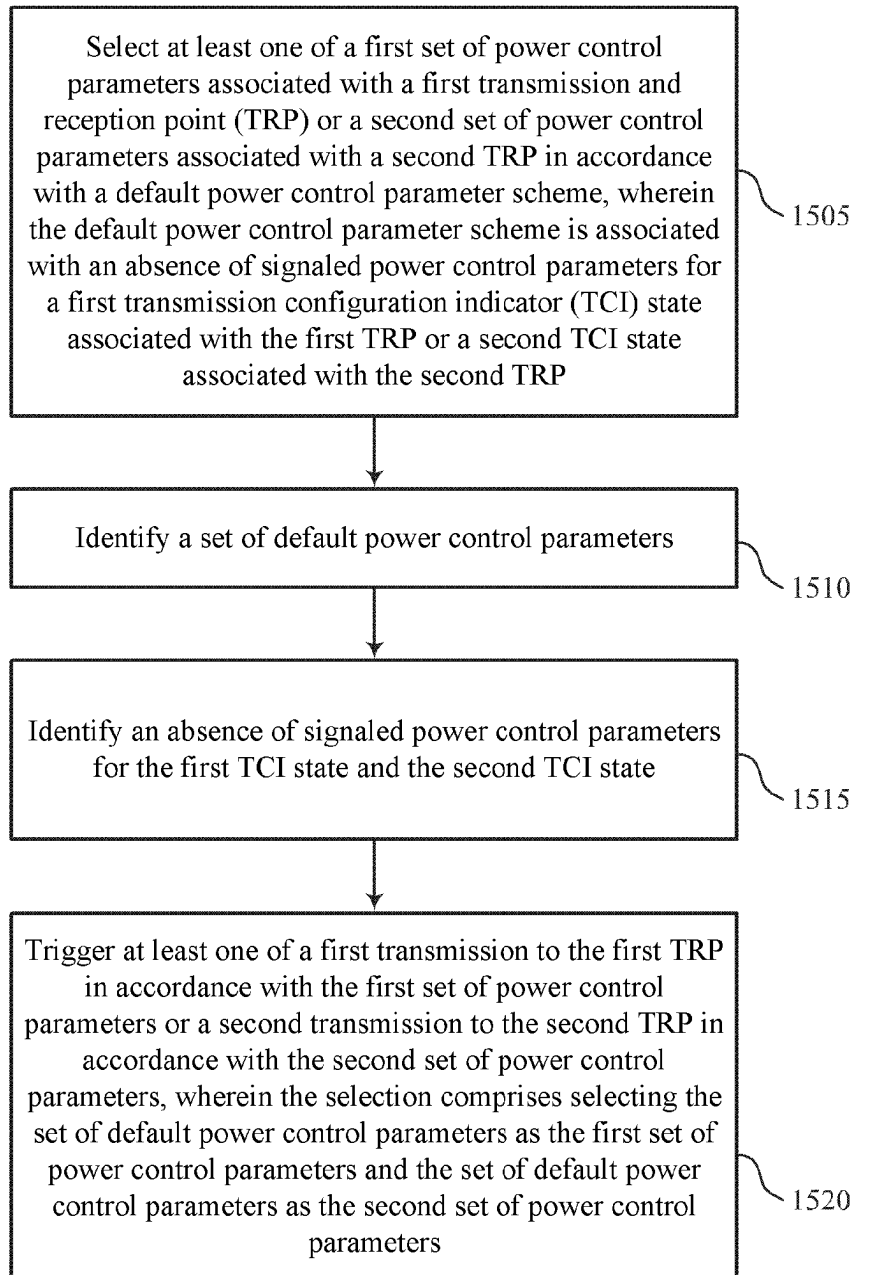 Select at least one of a first set of power control
parameters associated with a first transmission and
reception point (TRP) or a second set of power control
parameters associated with a second TRP in accordance
with a default power control parameter scheme, wherein
the default power control parameter scheme is associated
with an absence of signaled power control parameters for
a first transmission configuration indicator (TCI) state
associated with the first TRP or a second TCI state
associated with the second TRP
1505
Identify a set of default power control parameters
1510
Identify an absence of signaled power control parameters
for the first TCI state and the second TCI state
1515
Trigger at least one of a first transmission to the first TRP
in accordance with the first set of power control
parameters or a second transmission to the second TRP in
accordance with the second set of power control
parameters, wherein the selection comprises selecting the
set of default power control parameters as the first set of
power control parameters and the set of default power
control parameters as the second set of power control
parameters
1520